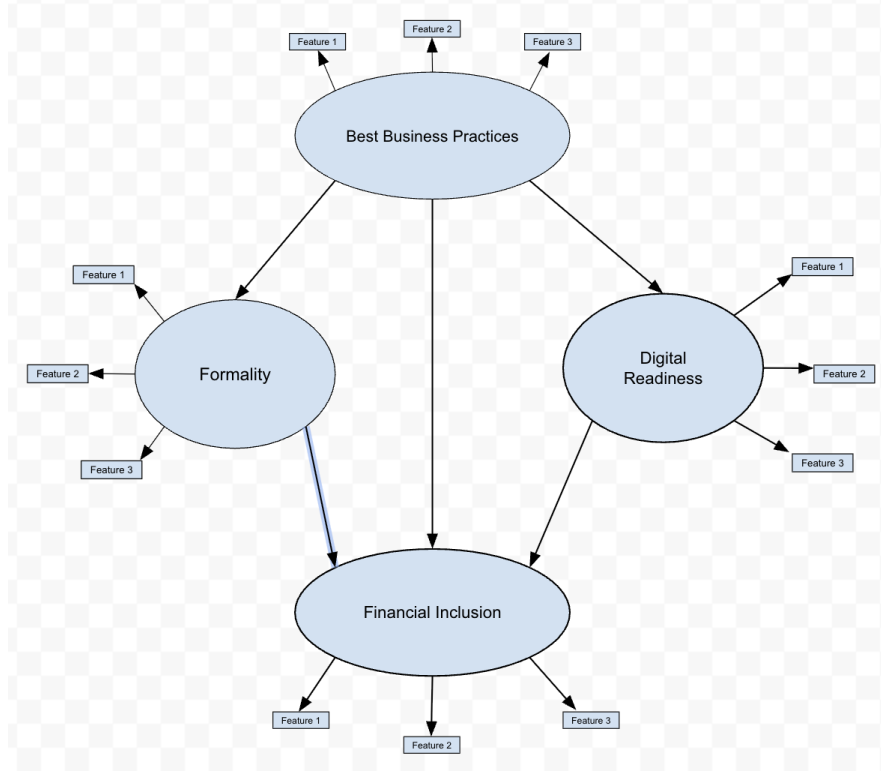 Feature 1
Feature 2
Feature 3
Best Business Practices
Feature 1
Feature 2
Feature 3
Formality
Digital
Readiness
Feature 1
Feature 2
Feature 3
Financial Inclusion
Feature 1
Feature 2
Feature 3